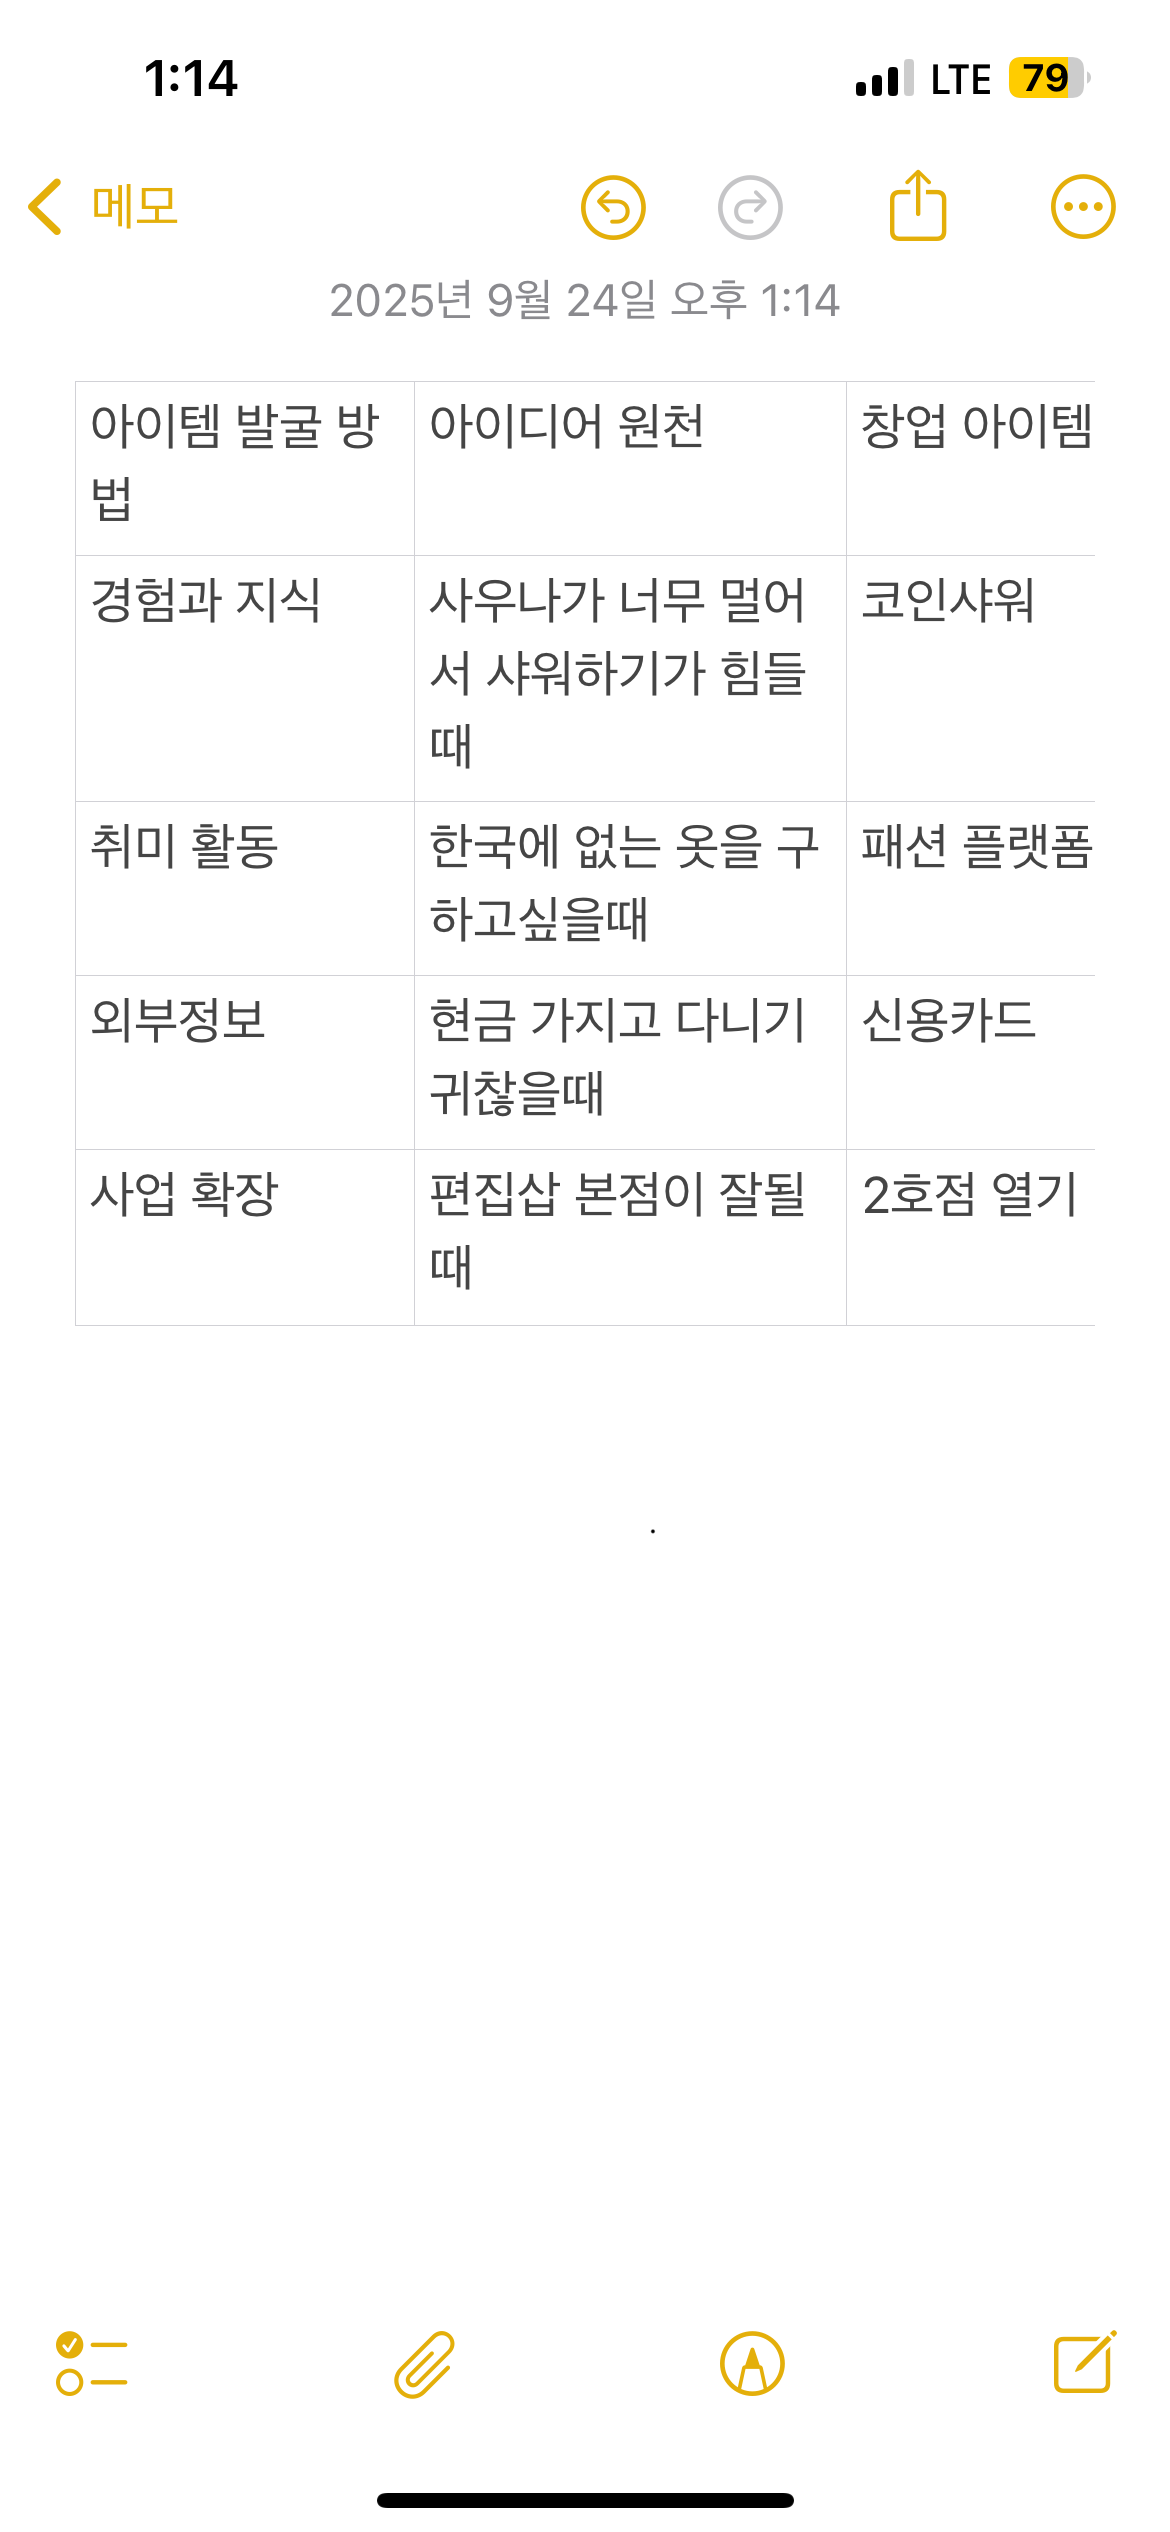 1:14
LTE 79
메모
2025년 9월 24일 오후 1:14
아이템 발굴 방
법
아이디어 원천
창업 아이템
경험과 지식
사우나가 너무 멀어
서 샤워하기가 힘들
때
코인샤워
취미 활동
한국에 없는 옷을 구
하고싶을때
패션 플랫폼
외부정보
현금 가지고 다니기
귀찮을때
신용카드
사업 확장
편집샵 본점이 잘될
때
2호점 열기
.